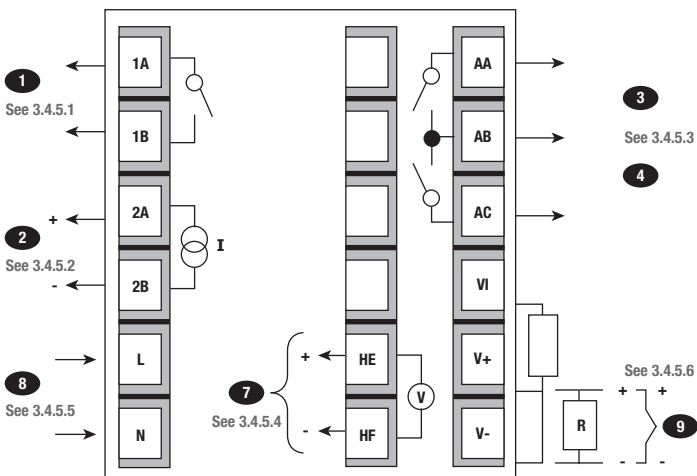 1
See 3.4.5.1
+
2
See 3.4.5.2
-
8
See 3.4.5.5
1A
1B
2A
2B
L
N
I
+
7
See 3.4.5.4
-
HE
HF
V
AA
AB
AC
VI
V+
V-
3
See 3.4.5.3
4
See 3.4.5.6
R
+ +
9
- -